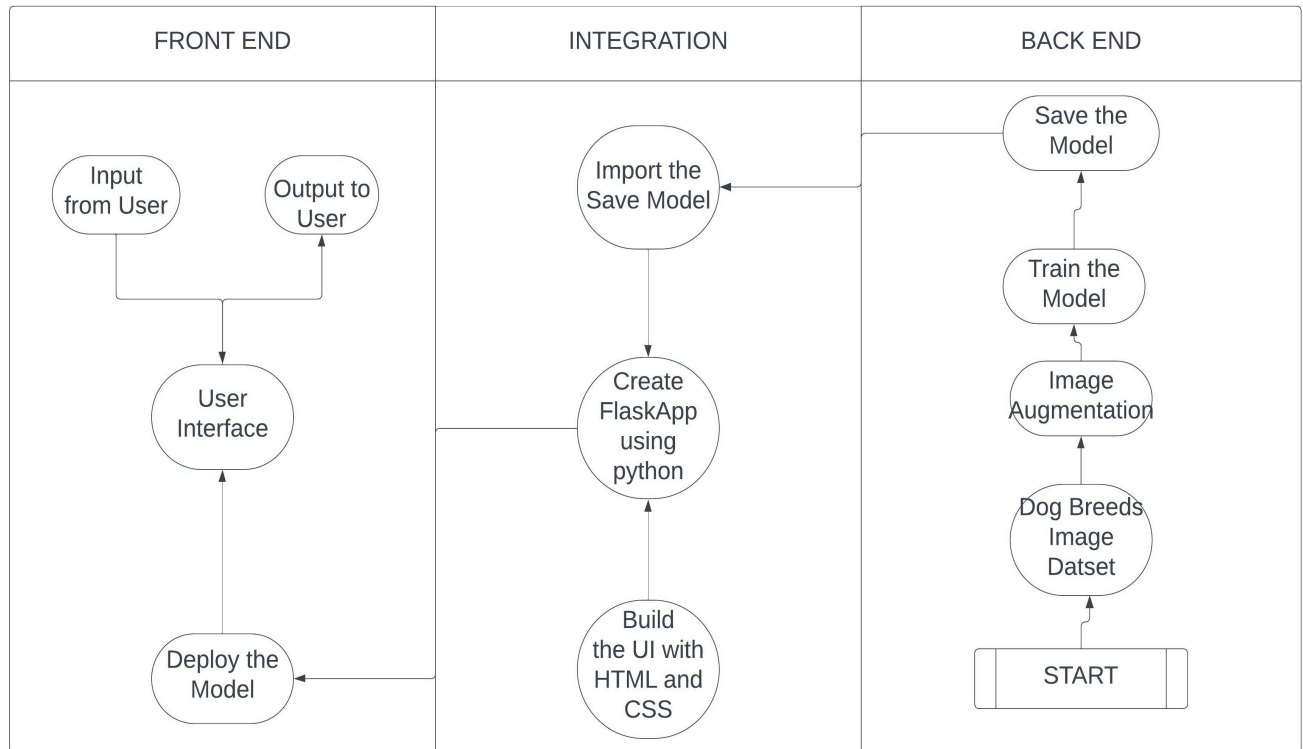 FRONT END
INTEGRATION
BACK END
Input
from User
Output to
User
User
Interface
Deploy the
Model
Import the
Save Model
Create
FlaskApp
using
python
Build
the UI with
HTML and
CSS
Save the
Model
Train the
Model
Image
Augmentation
Dog Breeds
Image
Datset
START